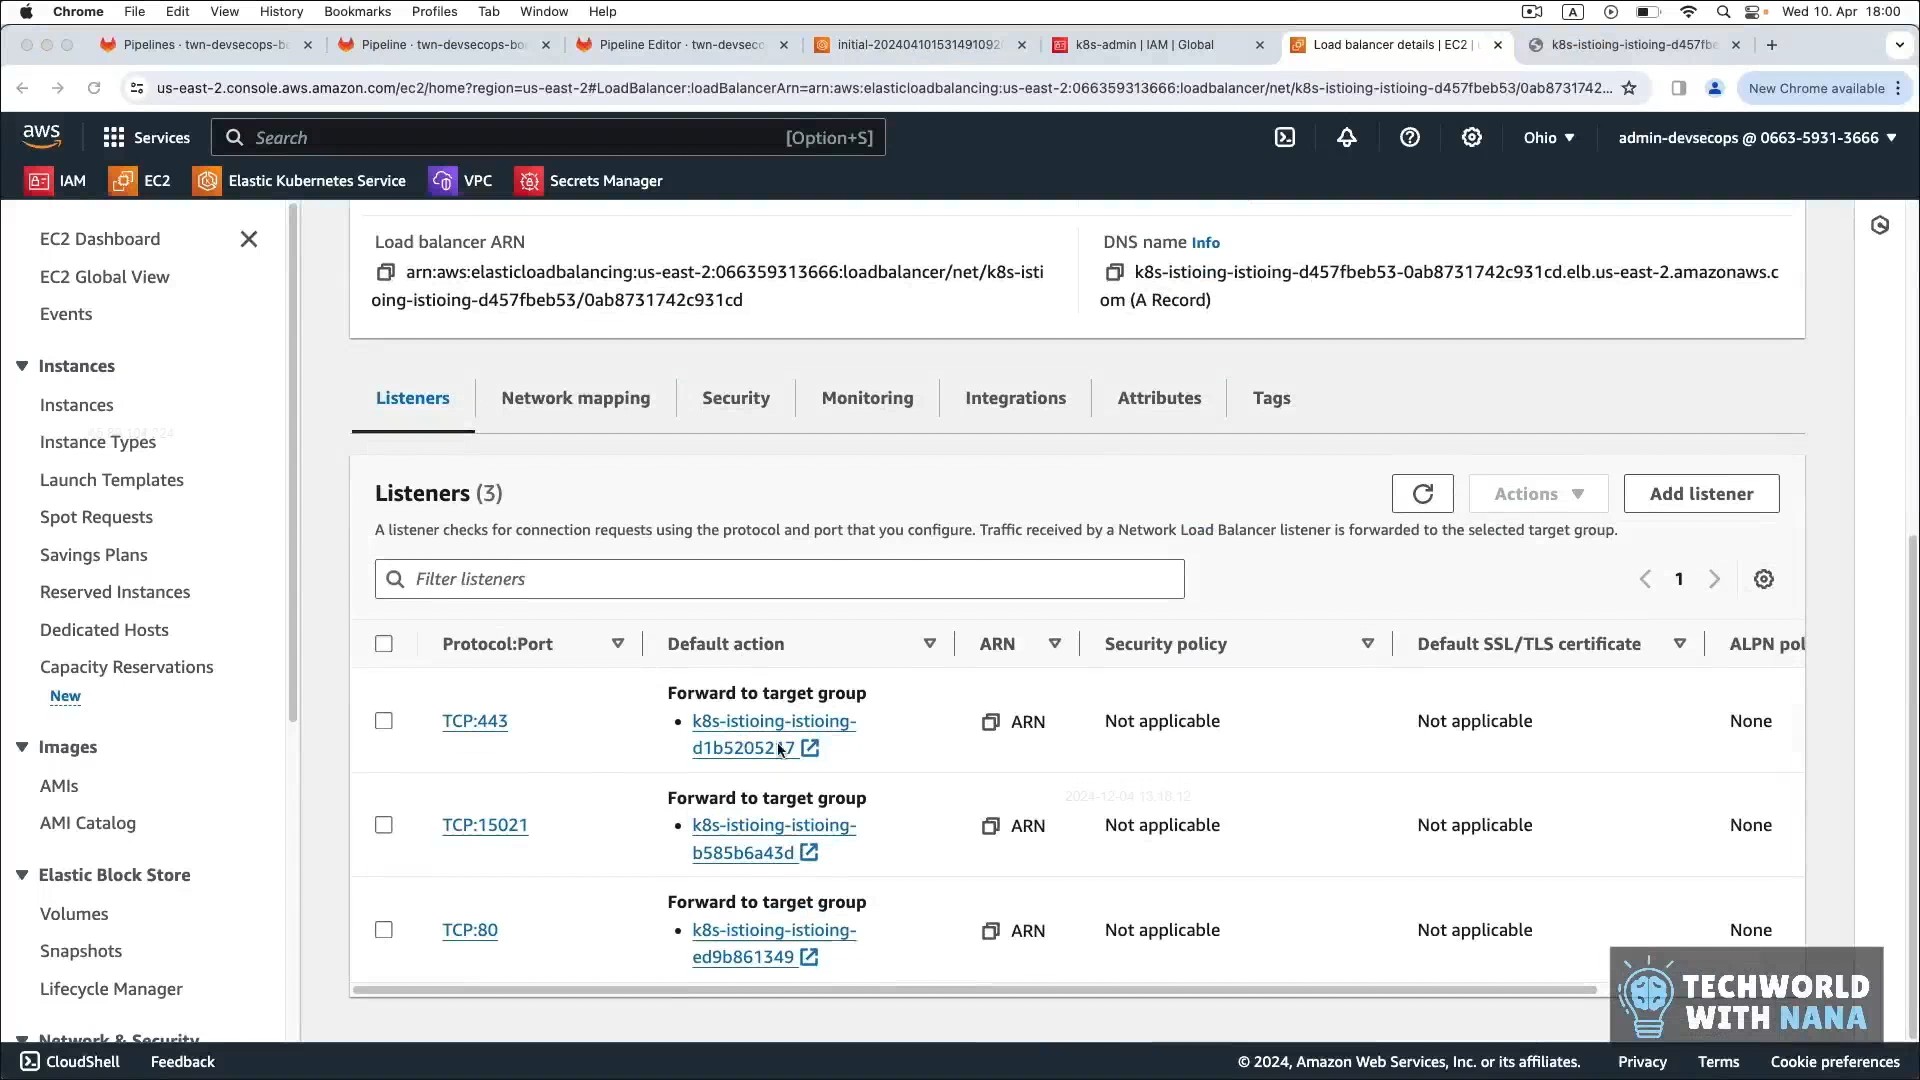 Chrome File Edit View History Bookmarks Profiles Tab Window Help A Wed 10. Apr 18:00
Pipelines · twn-devsecops-bo Pipeline · twn-devsecops-boo Pipeline Editor · twn-devseco initial-2024041015314910920 k8s-admin | IAM | Global Load balancer details | EC2 | k8s-istioing-istioing-d457fbe
us-east-2.console.aws.amazon.com/ec2/home?region=us-east-2#LoadBalancer:loadBalancerArn=arn:aws:elasticloadbalancing:us-east-2:066359313666:loadbalancer/net/k8s-istioing-istioing-d457fbeb53/0ab8731742... New Chrome available
aws Services Search [Option+S] Ohio admin-devsecops @ 0663-5931-3666
IAM EC2 Elastic Kubernetes Service VPC Secrets Manager
EC2 Dashboard
EC2 Global View
Events
Instances
Instances
Instance Types
Launch Templates
Spot Requests
Savings Plans
Reserved Instances
Dedicated Hosts
Capacity Reservations
New
Images
AMIs
AMI Catalog
Elastic Block Store
Volumes
Snapshots
Lifecycle Manager
Network & Security
Load balancer ARN
arn:aws:elasticloadbalancing:us-east-2:066359313666:loadbalancer/net/k8s-isti
oing-istioing-d457fbeb53/0ab8731742c931cd
DNS name Info
k8s-istioing-istioing-d457fbeb53-0ab8731742c931cd.elb.us-east-2.amazonaws.c
om (A Record)
Listeners Network mapping Security Monitoring Integrations Attributes Tags
Listeners (3)
Actions Add listener
A listener checks for connection requests using the protocol and port that you configure. Traffic received by a Network Load Balancer listener is forwarded to the selected target group.
Filter listeners 1
Protocol:Port Default action ARN Security policy Default SSL/TLS certificate ALPN pol
Forward to target group
TCP:443 k8s-istioing-istioing- ARN Not applicable Not applicable None
Forward to target group
2024-12-04 13:18:12
TCP:15021 k8s-istioing-istioing- ARN Not applicable Not applicable None
b585b6a43d
Forward to target group
TCP:80 k8s-istioing-istioing- ARN Not applicable Not applicable None
ed9b861349
TECHWORLD
WITH NANA
CloudShell Feedback © 2024, Amazon Web Services, Inc. or its affiliates. Privacy Terms Cookie preferences